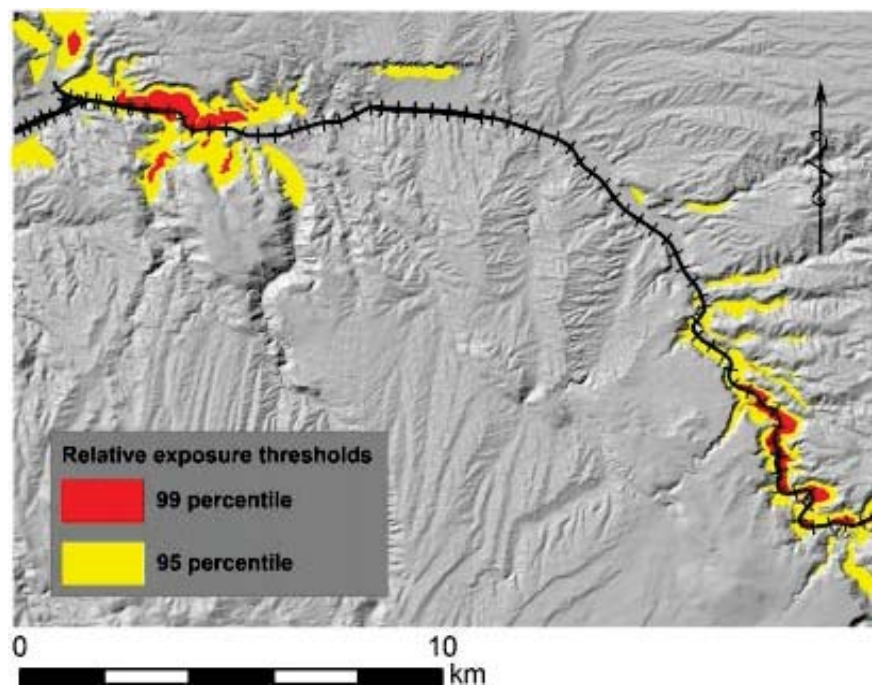 Relative exposure thresholds
99 percentile
95 percentile
0 10
km